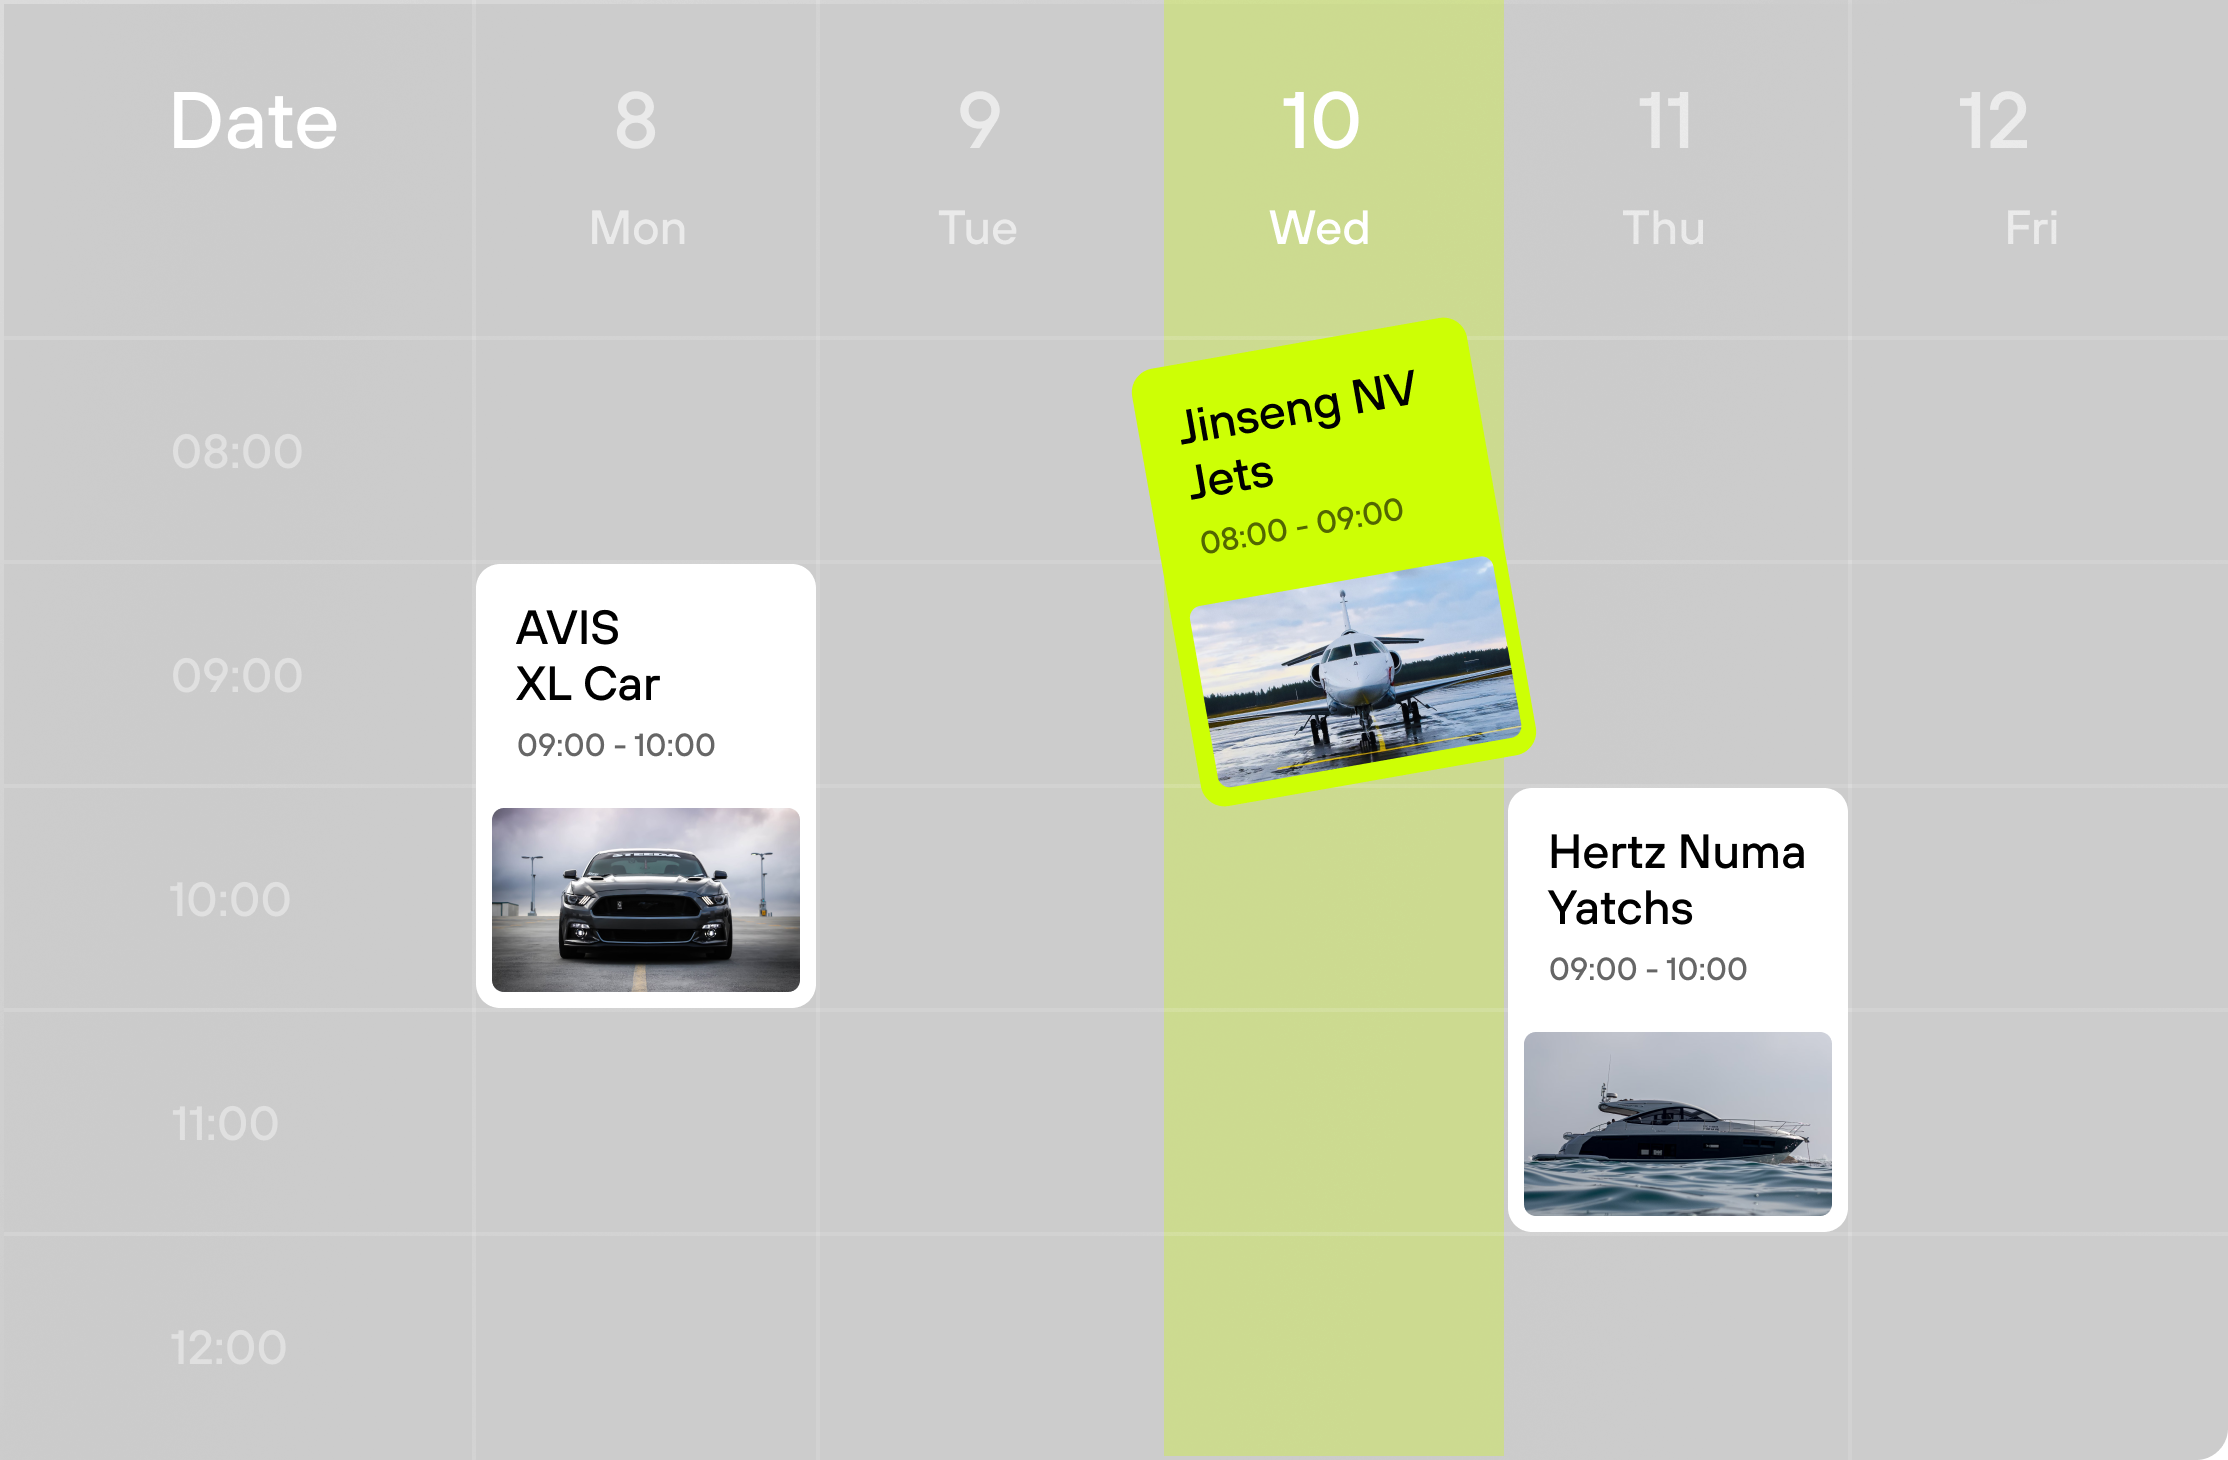 Date
8
9
10
11
12
Mon
Tue
Wed
Thu
Fri
08:00
Jinseng NV
Jets
08:00 - 09:00
09:00
AVIS
XL Car
09:00 - 10:00
STEEDA
10:00
Hertz Numa
Yatchs
09:00 - 10:00
11:00
12:00